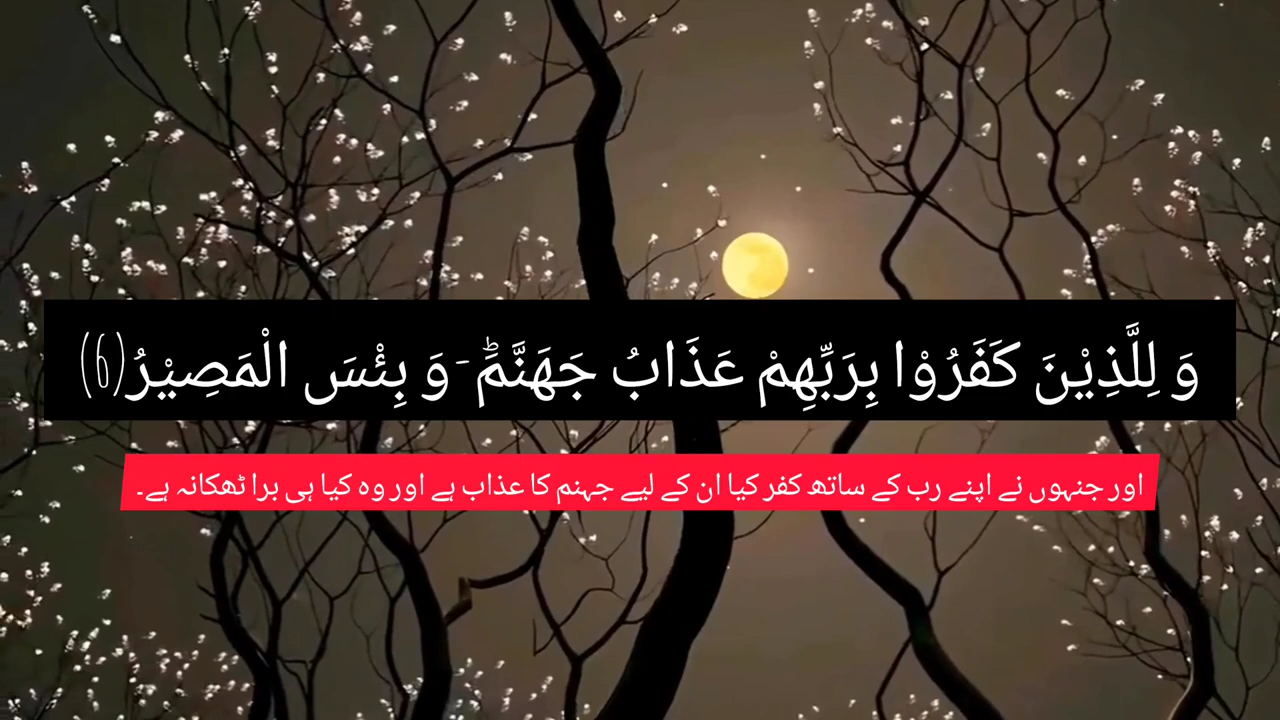 وَ لِلَّذِیْنَ كَفَرُوْا بِرَبِّهِمْ عَذَابُ جَهَنَّمَؕ-وَ بِئْسَ الْمَصِیْرُ(6)
اور جنہوں نے اپنے رب کے ساتھ کفر کیا ان کے لیے جہنم کا عذاب ہے اور وہ کیا ہی برا ٹھکانہ ہے۔